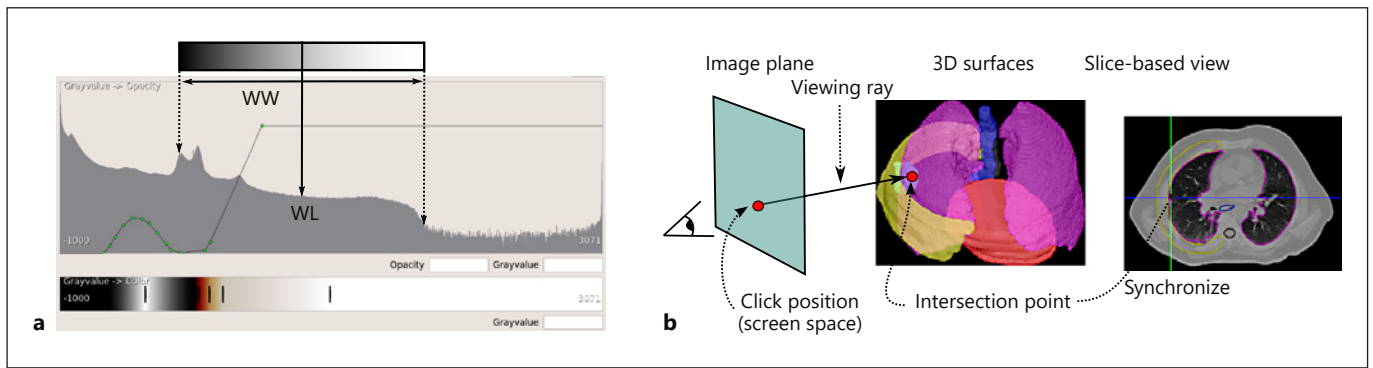 WW
Grayvalue -> Opacity
WL
-1000
3071
Opacity
Grayvalue
Grayvalue -> Color
-1000
3071
Grayvalue
a
Image plane
3D surfaces
Slice-based view
Viewing ray
Click position
(screen space)
Intersection point
Synchronize
b